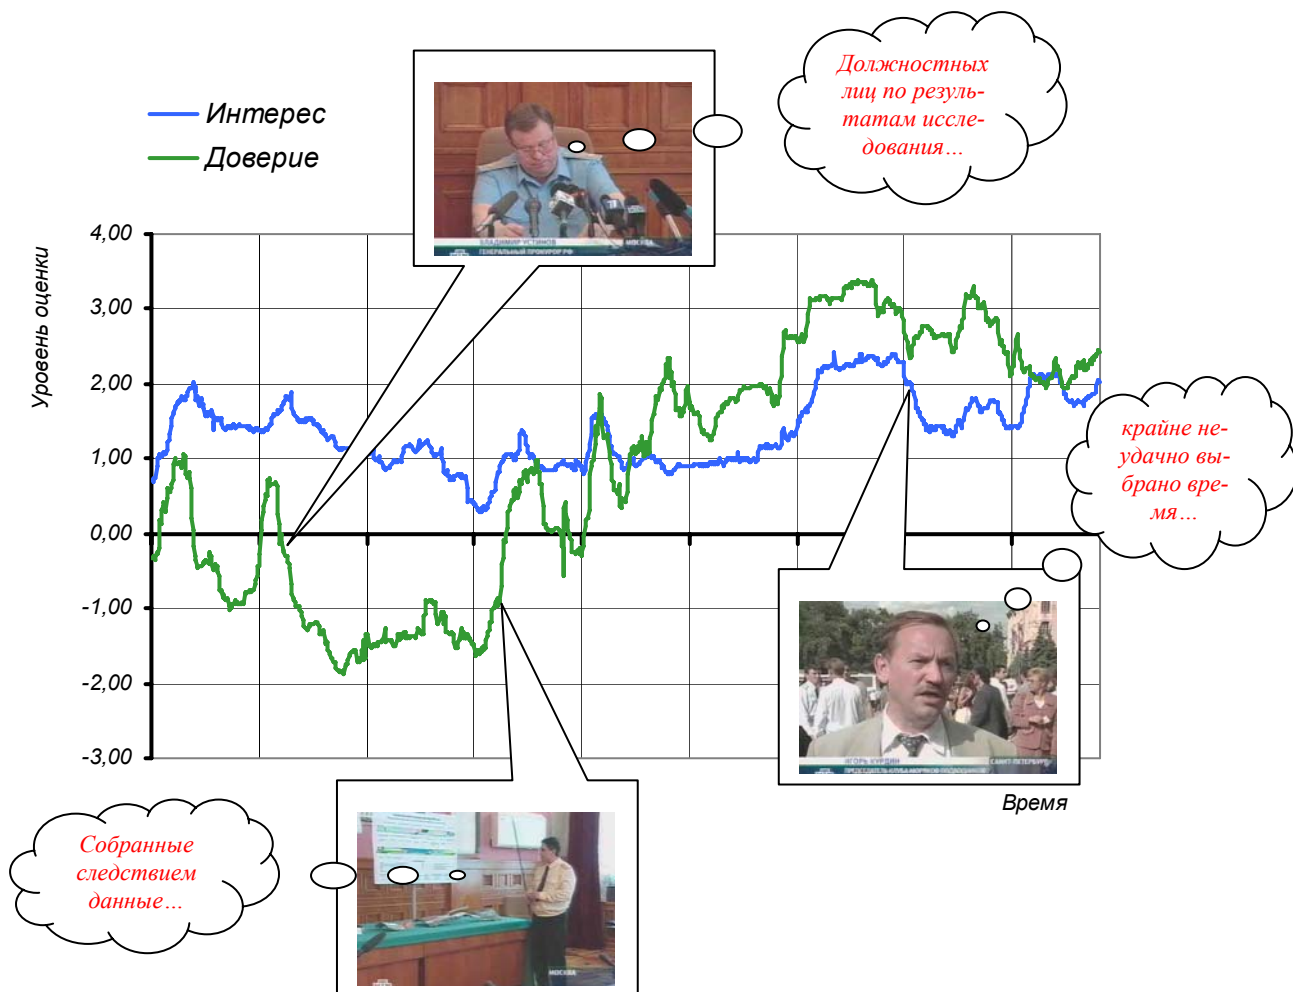 Должностных
лиц по резуль-
татам иссле-
дования…
Интерес
Доверие
ВЛАДИМИР УСТИНОВ
МОСКВА
ГЕНЕРАЛЬНЫЙ ПРОКУРОР РФ
Уровень оценки
4,00
3,00
2,00
1,00
0,00
-1,00
-2,00
-3,00
крайне не-
удачно вы-
брано вре-
мя…
ИГОРЬ КУРДИН
САНКТ-ПЕТЕРБУРГ
Время
Собранные
следствием
данные…
МОСКВА
НТВ